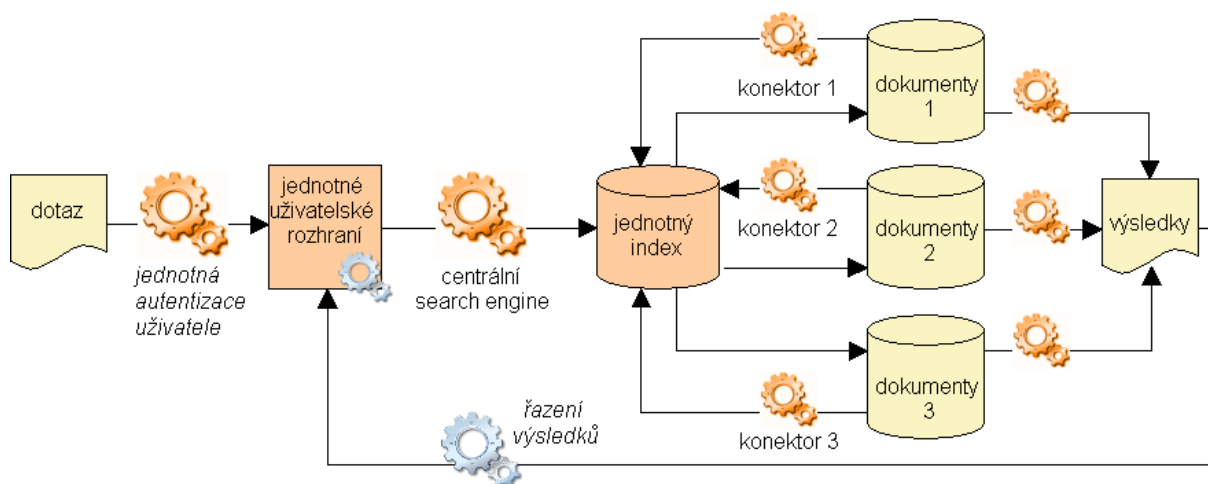 dotaz
jednotná
autentizace
uživatele
jednotné
uživatelské
rozhraní
centrální
search engine
jednotný
index
konektor 1
dokumenty
1
konektor 2
dokumenty
2
konektor 3
dokumenty
3
výsledky
řazení
výsledků